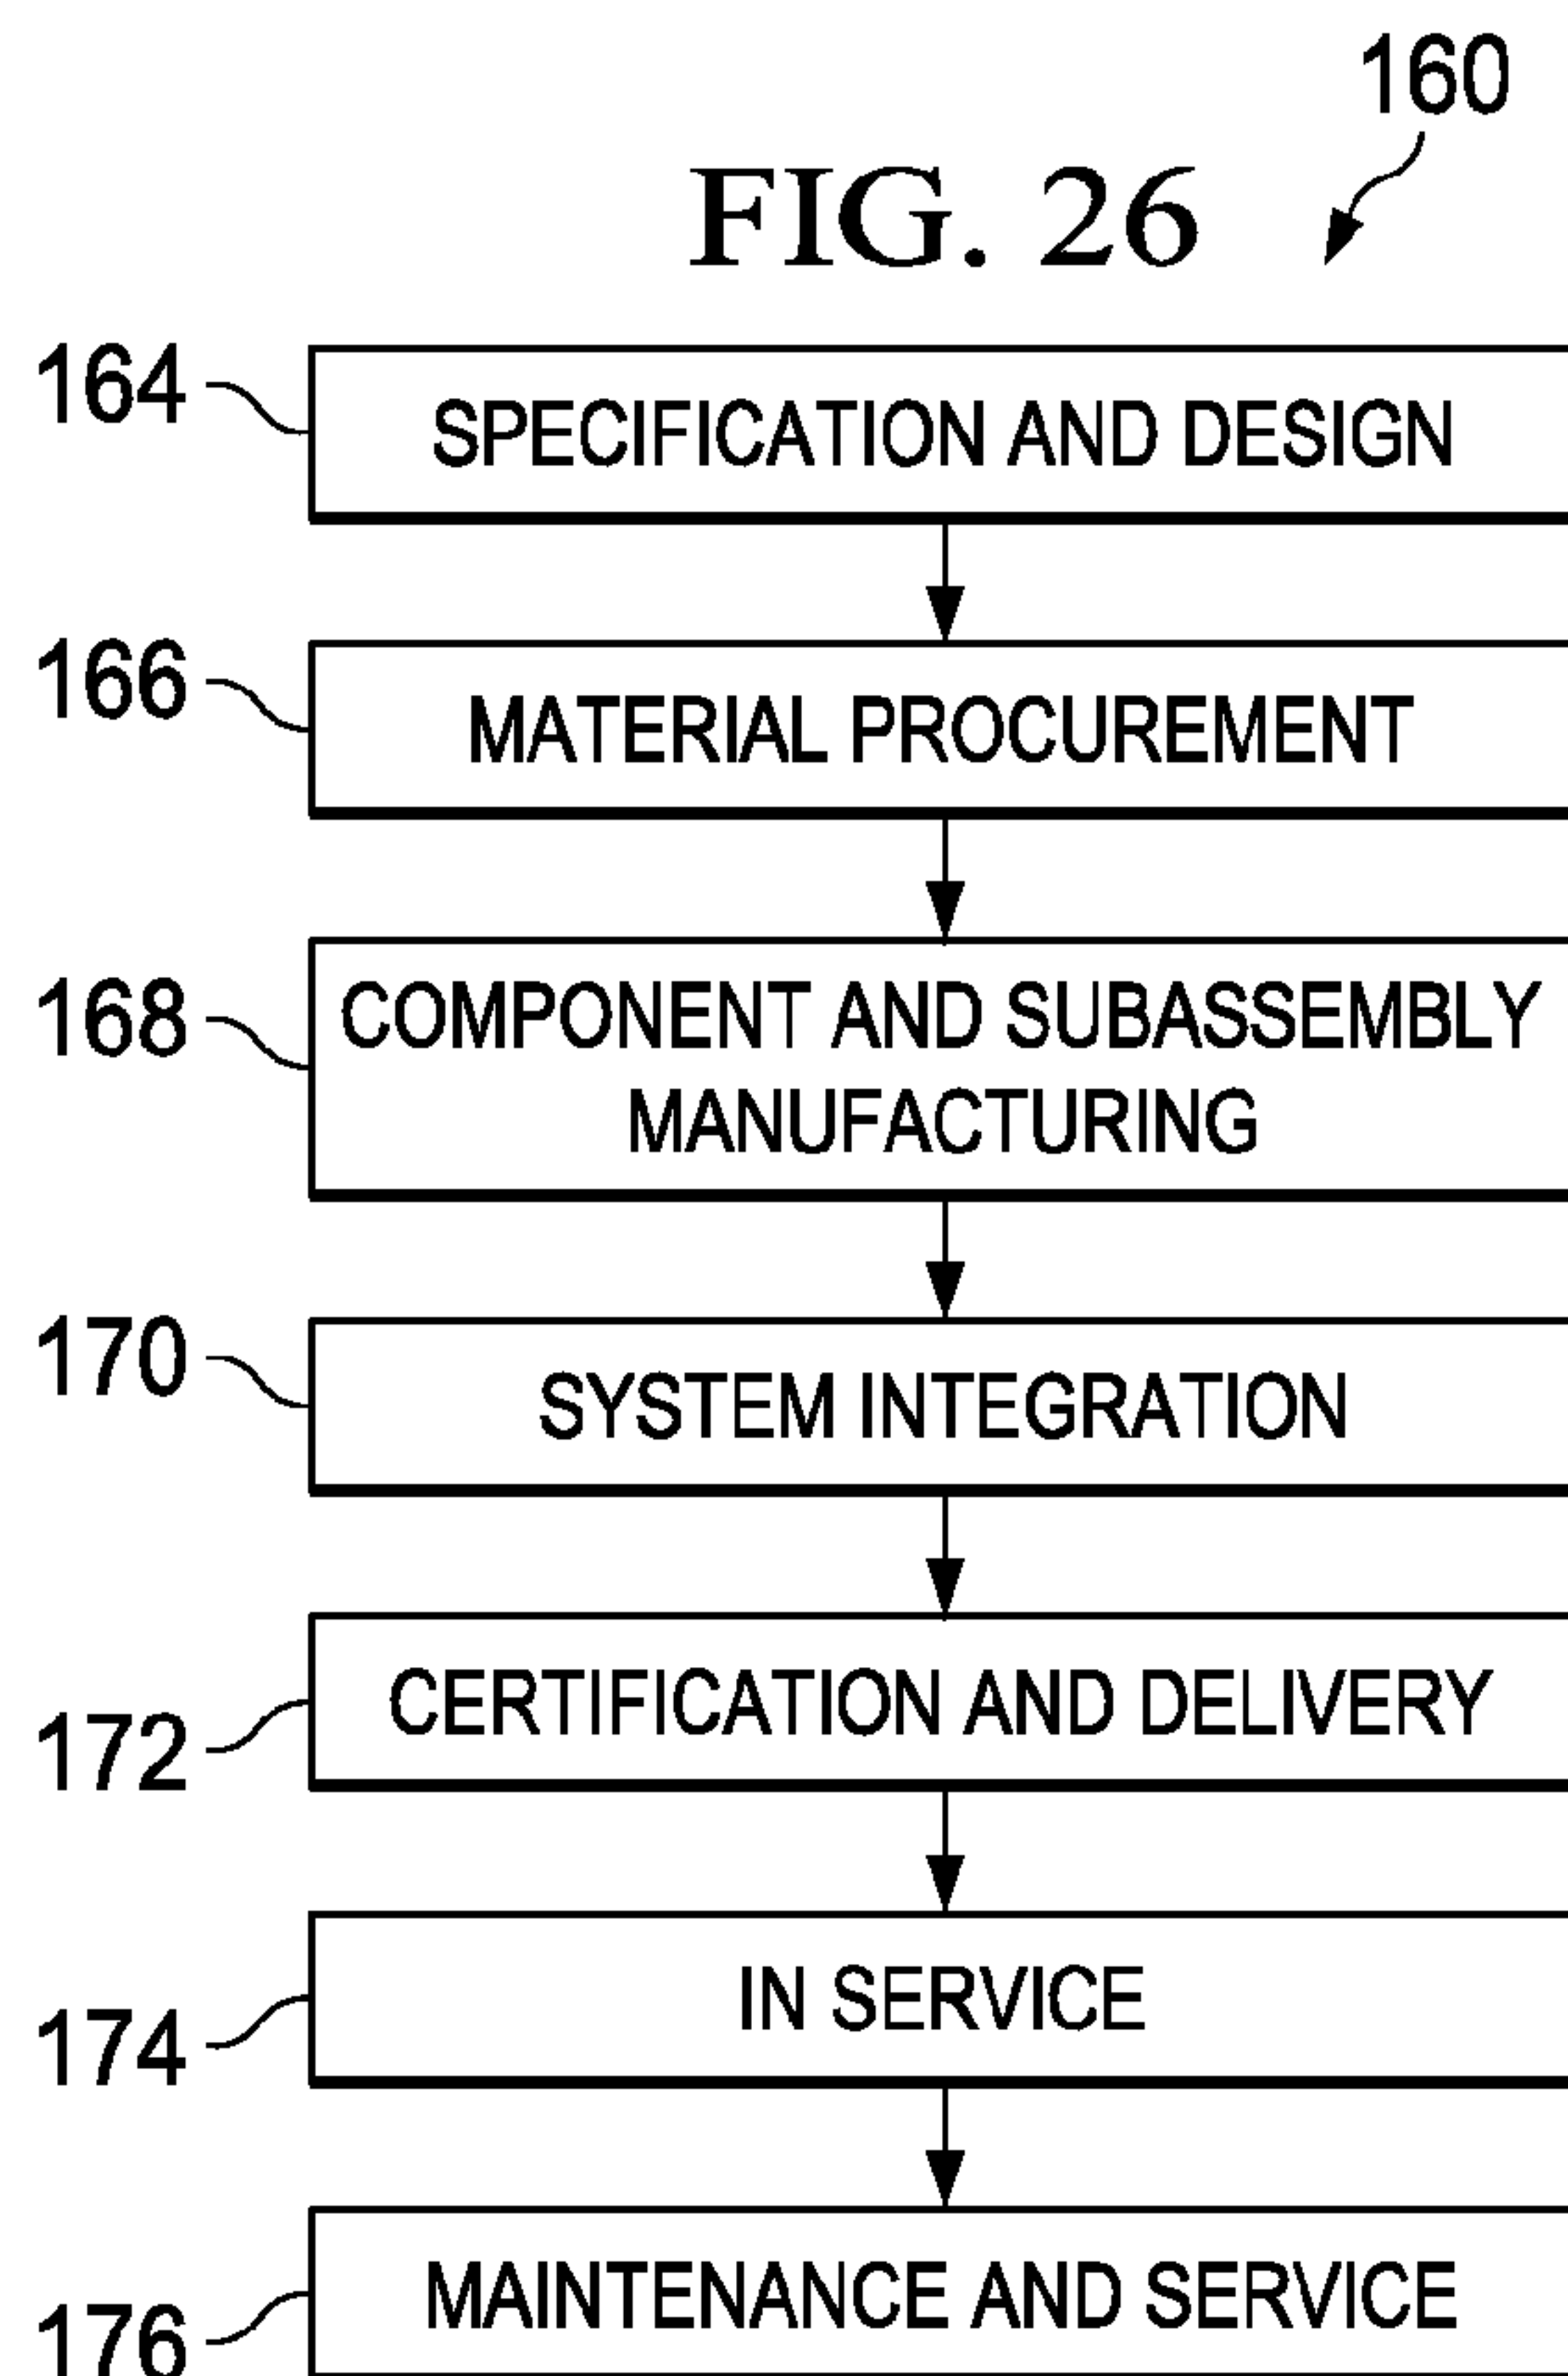 160
FIG. 26
164
SPECIFICATION AND DESIGN
166
MATERIAL PROCUREMENT
168
COMPONENT AND SUBASSEMBLY
MANUFACTURING
170
SYSTEM INTEGRATION
172
CERTIFICATION AND DELIVERY
174
IN SERVICE
176
MAINTENANCE AND SERVICE